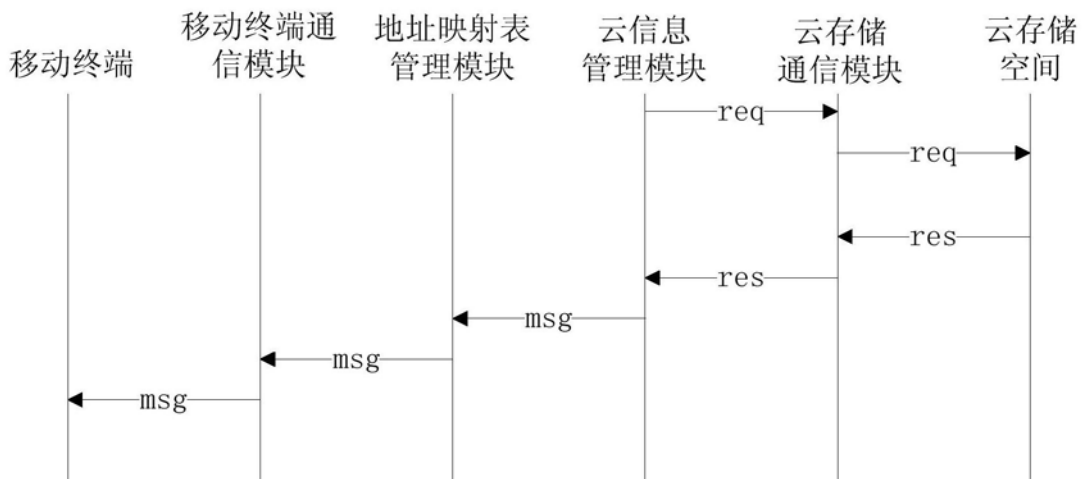 移动终端
移动终端通
信模块
地址映射表
管理模块
云信息
管理模块
云存储
通信模块
云存储
空间
req
req
res
res
msg
msg
msg